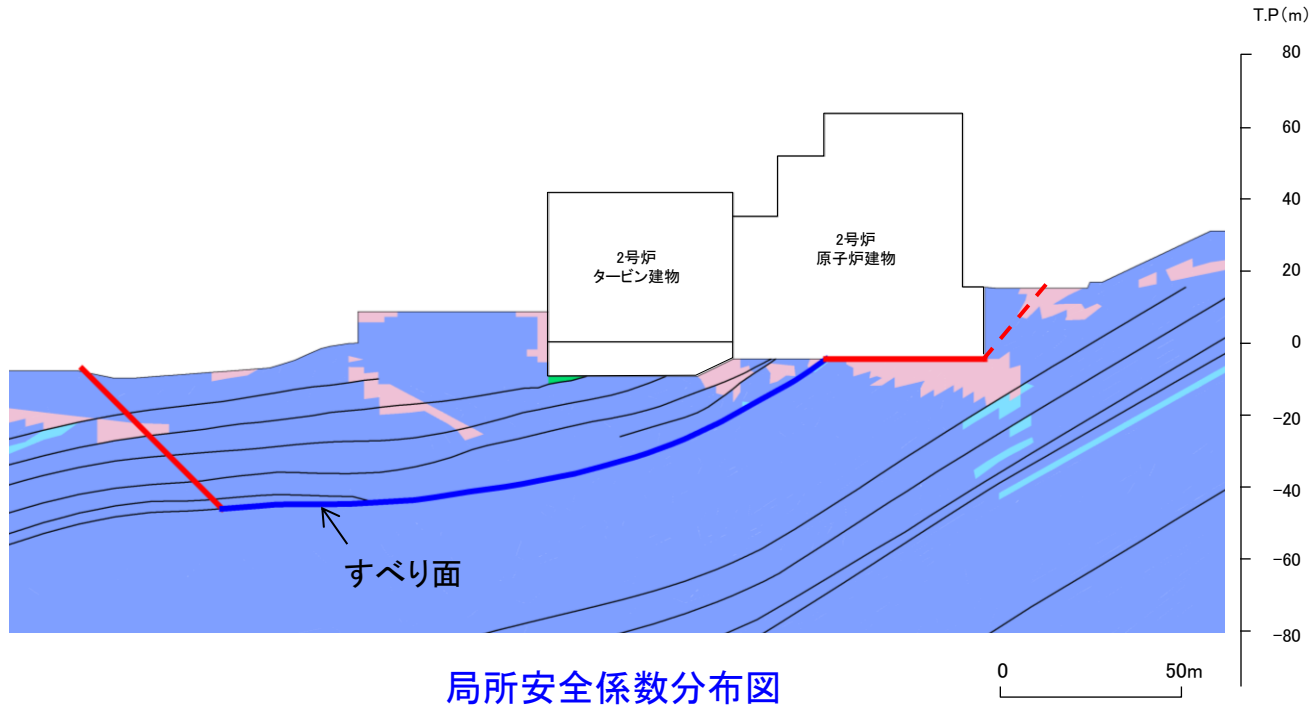 T.P(m)
80
60
40
20
0
-20
-40
-60
-80
2号炉
タービン建物
2号炉
原子炉建物
すべり面
局所安全係数分布図
0
50m